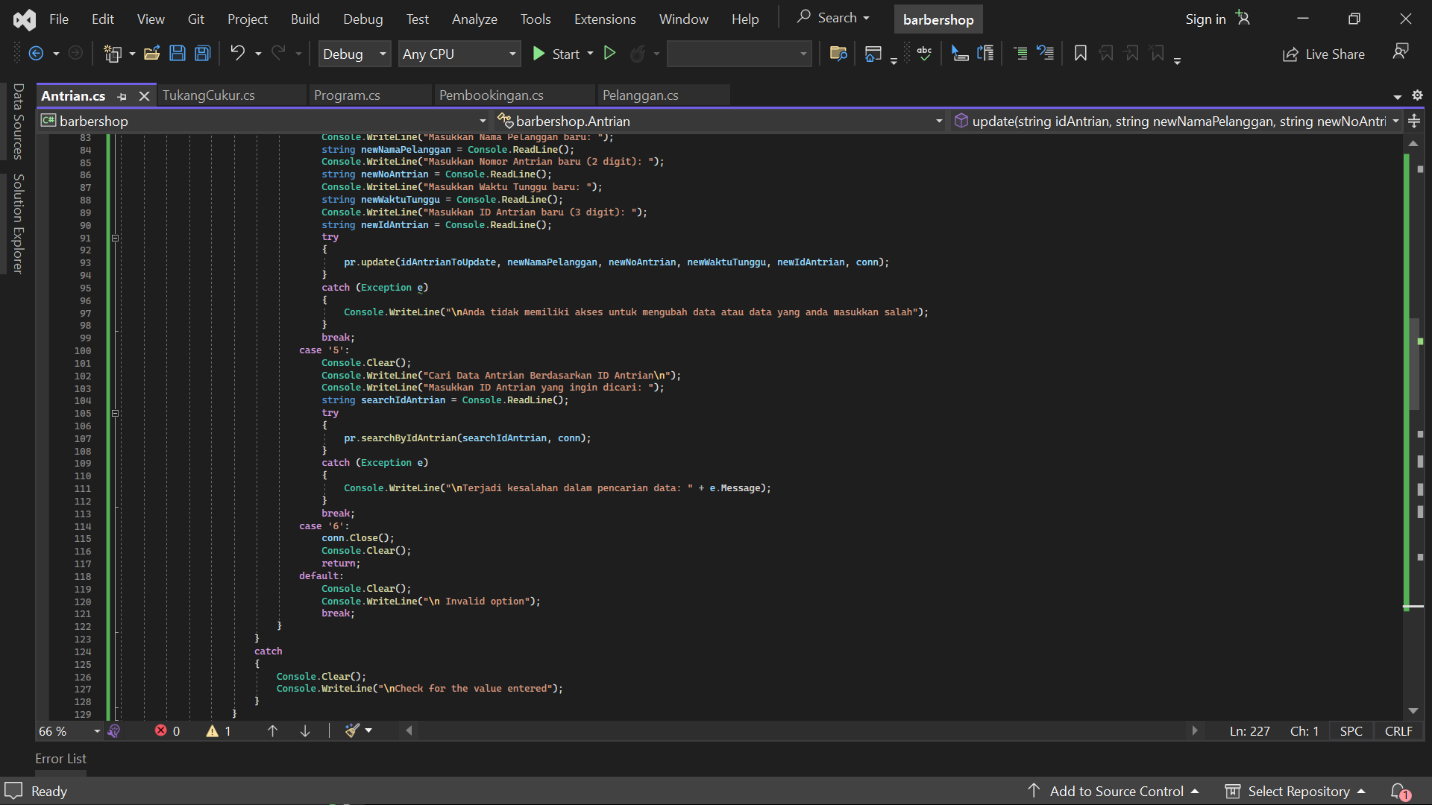 File Edit View Git Project Build Debug Test Analyze Tools Extensions Window Help Search barbershop Sign in
Debug Any CPU Start Live Share
Antrian.cs TukangCukur.cs Program.cs Pembookingan.cs Pelanggan.cs
C# barbershop barbershop.Antrian update(string idAntrian, string newNamaPelanggan, string newNoAntri
Data Sources
Solution Explorer
83 Console.WriteLine("Masukkan Nama Pelanggan baru: ");
84 string newNamaPelanggan = Console.ReadLine();
85 Console.WriteLine("Masukkan Nomor Antrian baru (2 digit): ");
86 string newNoAntrian = Console.ReadLine();
87 Console.WriteLine("Masukkan Waktu Tunggu baru: ");
88 string newWaktuTunggu = Console.ReadLine();
89 Console.WriteLine("Masukkan ID Antrian baru (3 digit): ");
90 string newIdAntrian = Console.ReadLine();
91 try
92 {
93 pr.update(idAntrianToUpdate, newNamaPelanggan, newNoAntrian, newWaktuTunggu, newIdAntrian, conn);
94 }
95 catch (Exception e)
96 {
97 Console.WriteLine("\nAnda tidak memiliki akses untuk mengubah data atau data yang anda masukkan salah");
98 }
99 break;
100 case '5':
101 Console.Clear();
102 Console.WriteLine("Cari Data Antrian Berdasarkan ID Antrian\n");
103 Console.WriteLine("Masukkan ID Antrian yang ingin dicari: ");
104 string searchIdAntrian = Console.ReadLine();
105 try
106 {
107 pr.searchByIdAntrian(searchIdAntrian, conn);
108 }
109 catch (Exception e)
110 {
111 Console.WriteLine("\nTerjadi kesalahan dalam pencarian data: " + e.Message);
112 }
113 break;
114 case '6':
115 conn.Close();
116 Console.Clear();
117 return;
118 default:
119 Console.Clear();
120 Console.WriteLine("\n Invalid option");
121 break;
122 }
123 }
124 catch
125 {
126 Console.Clear();
127 Console.WriteLine("\nCheck for the value entered");
128 }
129 }
66 % 0 1 Ln: 227 Ch: 1 SPC CRLF
Error List
Ready Add to Source Control Select Repository 1